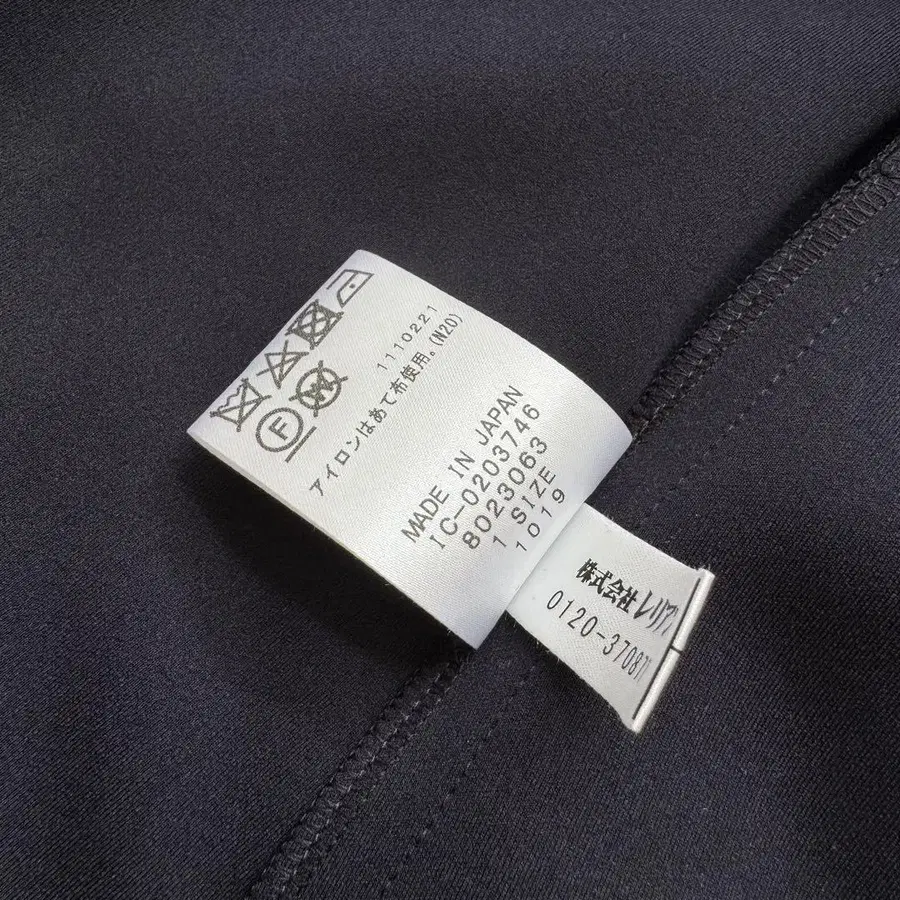 1110221
アイロンはあて布使用。(N20)
MADE IN JAPAN
IC-0203746
8023063
1 SIZE
1019
株式会社 レリアン
0120-37087